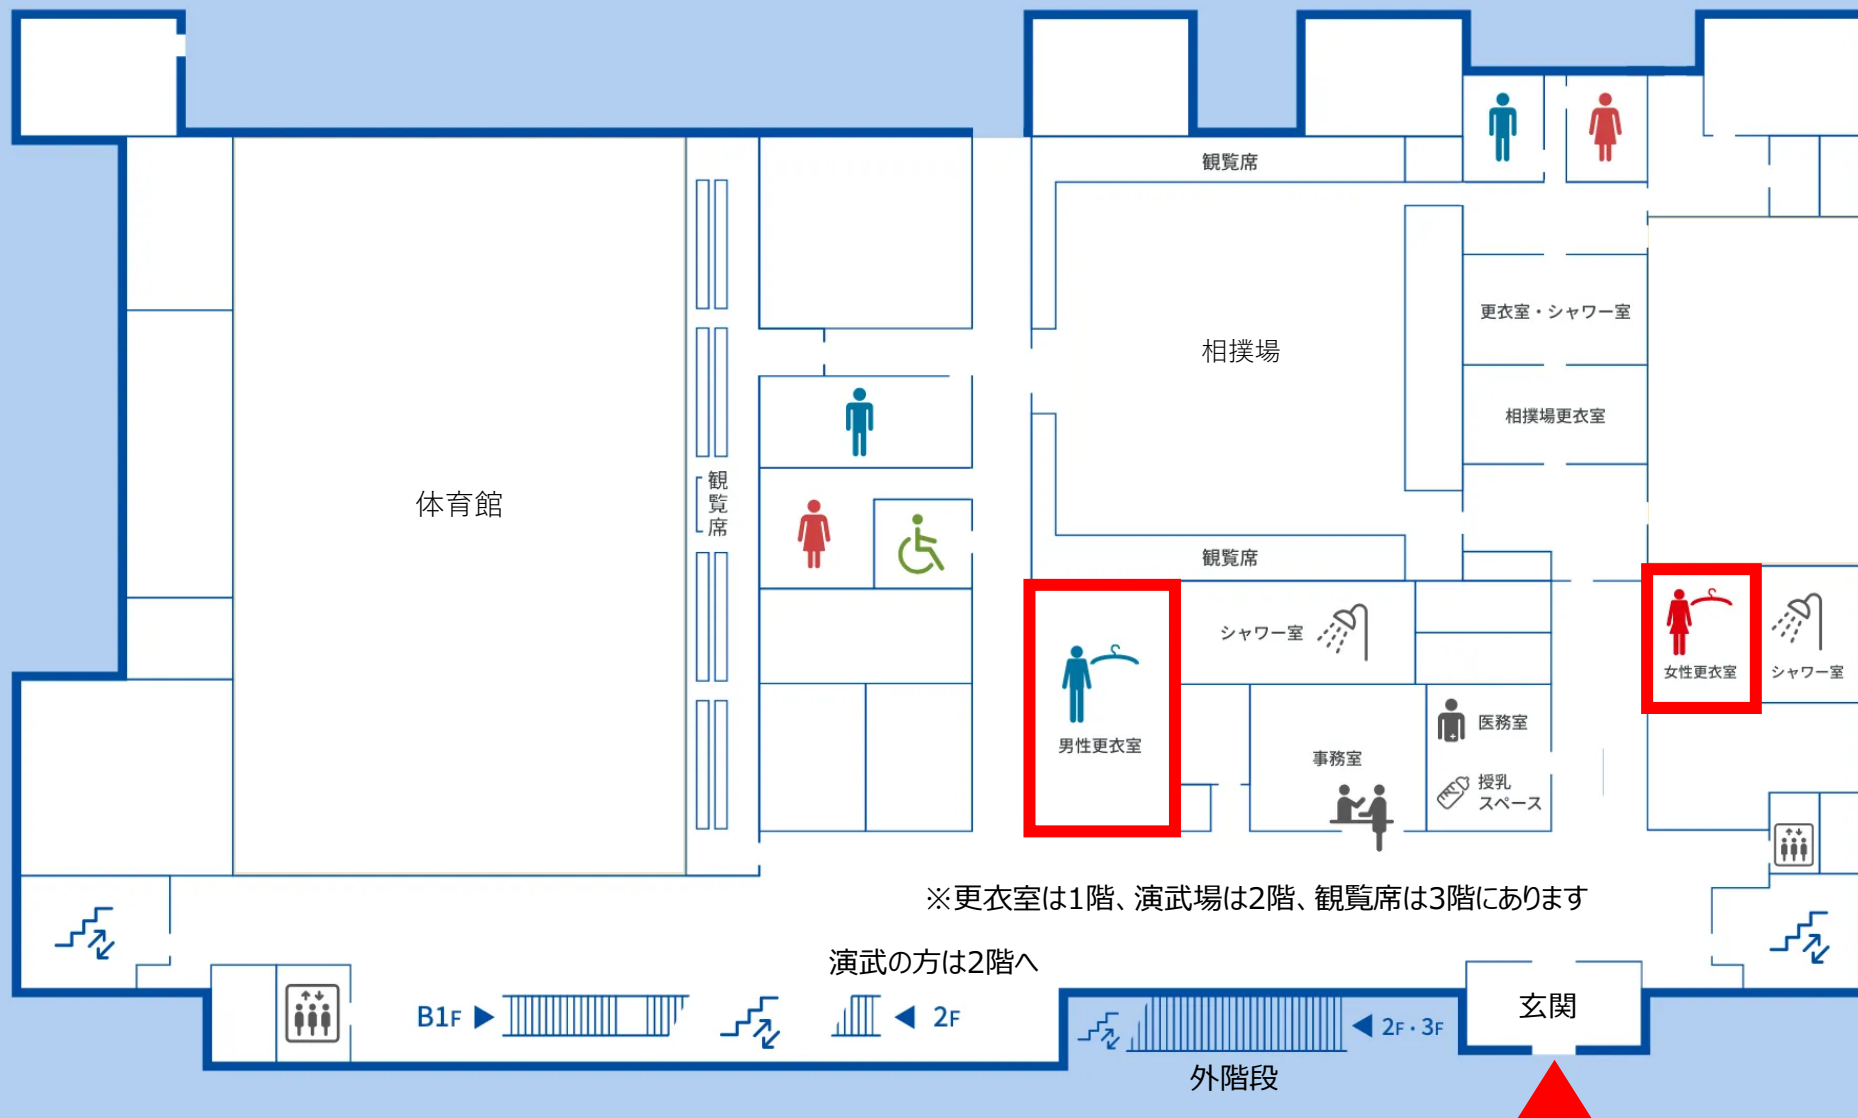 観覧席
更衣室・シャワー室
相撲場
相撲場更衣室
体育館
観覧席
観覧席
シャワー室
女性更衣室
シャワー室
男性更衣室
医務室
事務室
授乳
スペース
※更衣室は1階、演武場は2階、観覧席は3階にあります
演武の方は2階へ
B1F
2F
2F・3F
玄関
外階段